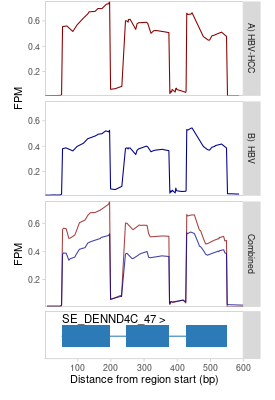 0.6
0.4
0.2
FPM
A) HBV-HCC
0.6
0.4
0.2
B) HBV
0.6
0.4
0.2
FPM
Combined
SE_DENND4C_47 >
0 100 200 300 400 500 600
Distance from region start (bp)